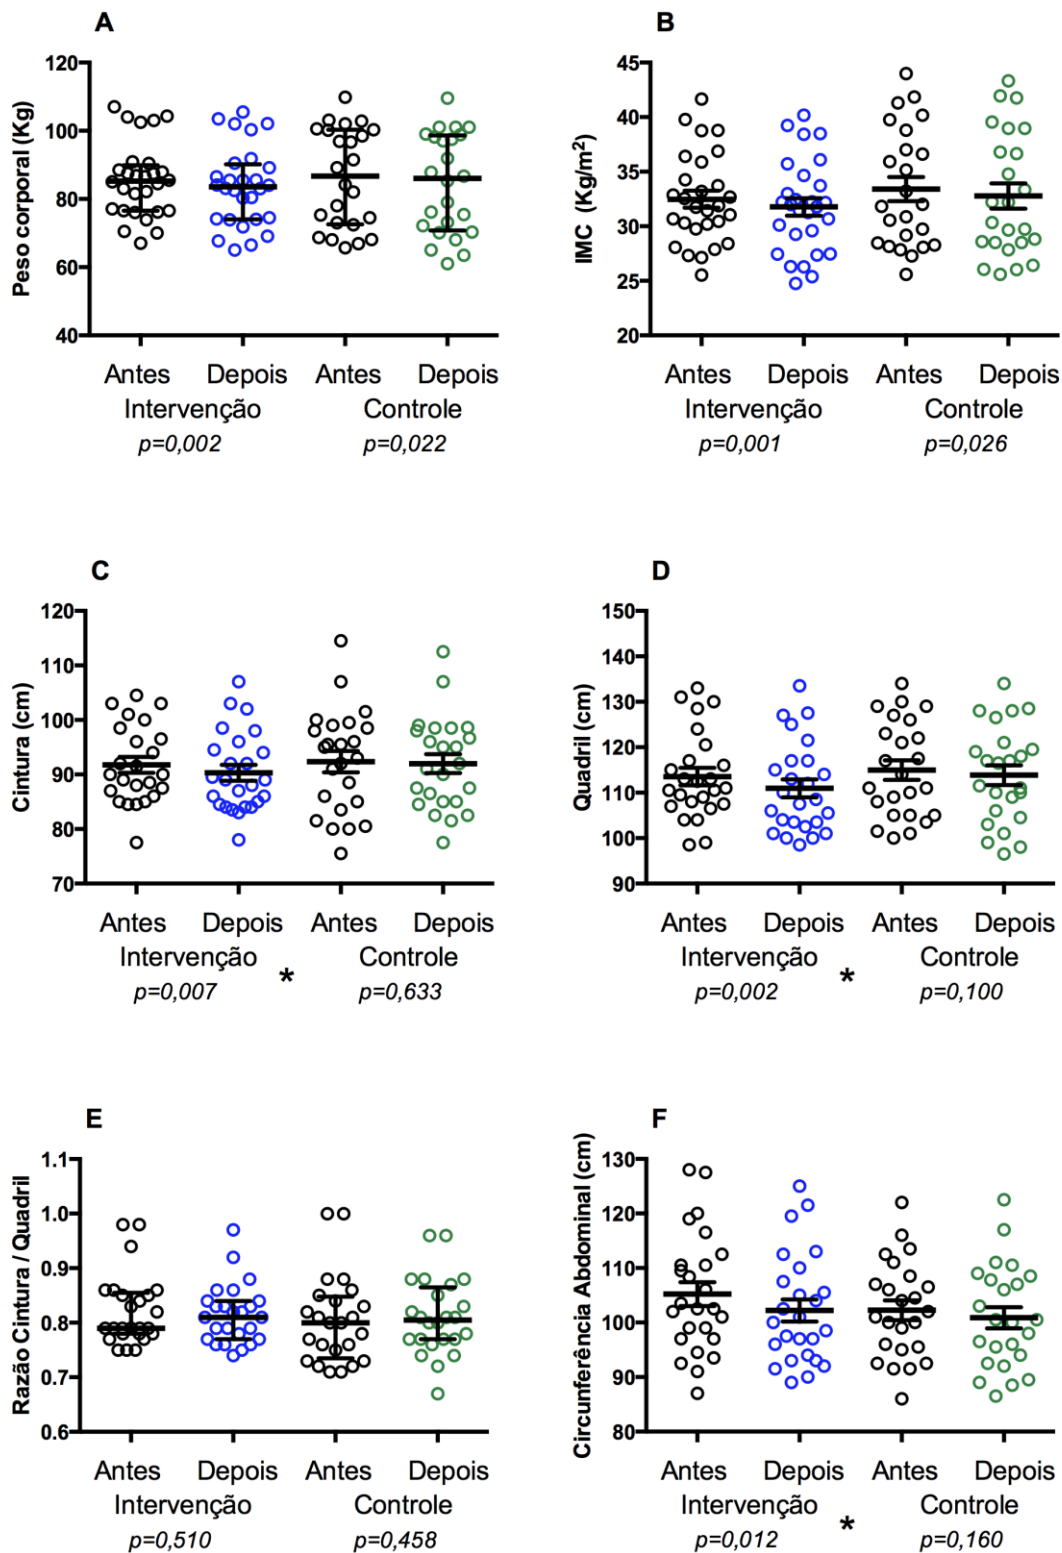 A
Peso corporal (Kg)
120
100
80
60
40
Antes Depois Antes Depois
Intervenção Controle
p=0,002 p=0,022
B
IMC (Kg/m²)
45
40
35
30
25
20
Antes Depois Antes Depois
Intervenção Controle
p=0,001 p=0,026
C
Cintura (cm)
120
110
100
90
80
70
Antes Depois Antes Depois
Intervenção * Controle
p=0,007 p=0,633
D
Quadril (cm)
150
140
130
120
110
100
90
Antes Depois Antes Depois
Intervenção * Controle
p=0,002 p=0,100
E
Razão Cintura / Quadril
1.1
1.0
0.9
0.8
0.7
0.6
Antes Depois Antes Depois
Intervenção Controle
p=0,510 p=0,458
F
Circunferência Abdominal (cm)
130
120
110
100
90
80
Antes Depois Antes Depois
Intervenção * Controle
p=0,012 p=0,160